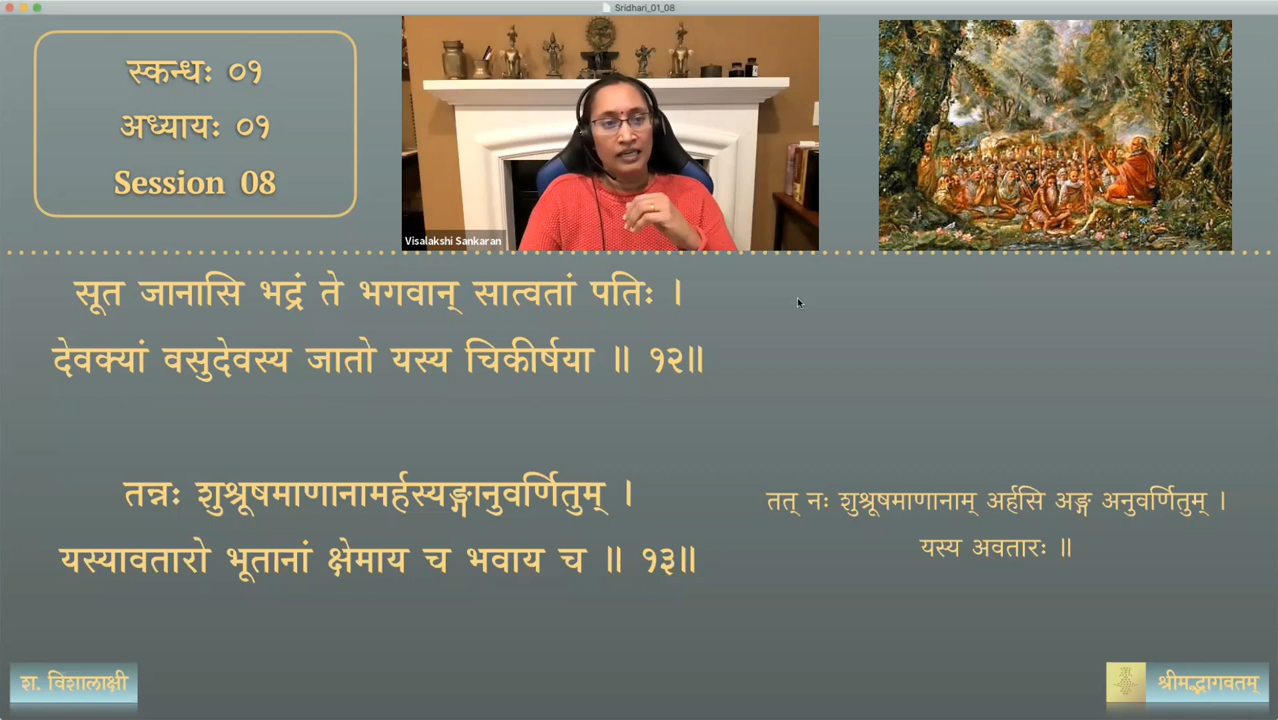 Sridhari_01_08
स्कन्धः ०१
अध्यायः ०१
Session 08
Visalakshi Sankaran
सूत जानासि भद्रं ते भगवान् सात्वतां पतिः ।
देवक्यां वसुदेवस्य जातो यस्य चिकीर्षया ॥ १२॥
तन्नः शुश्रूषमाणानामर्हस्यङ्गानुवर्णितुम् ।
यस्यावतारो भूतानां क्षेमाय च भवाय च ॥ १३॥
तत् नः शुश्रूषमाणानाम् अर्हसि अङ्ग अनुवर्णितुम् ।
यस्य अवतारः ॥
श. विशालाक्षी
श्रीमद्भागवतम्